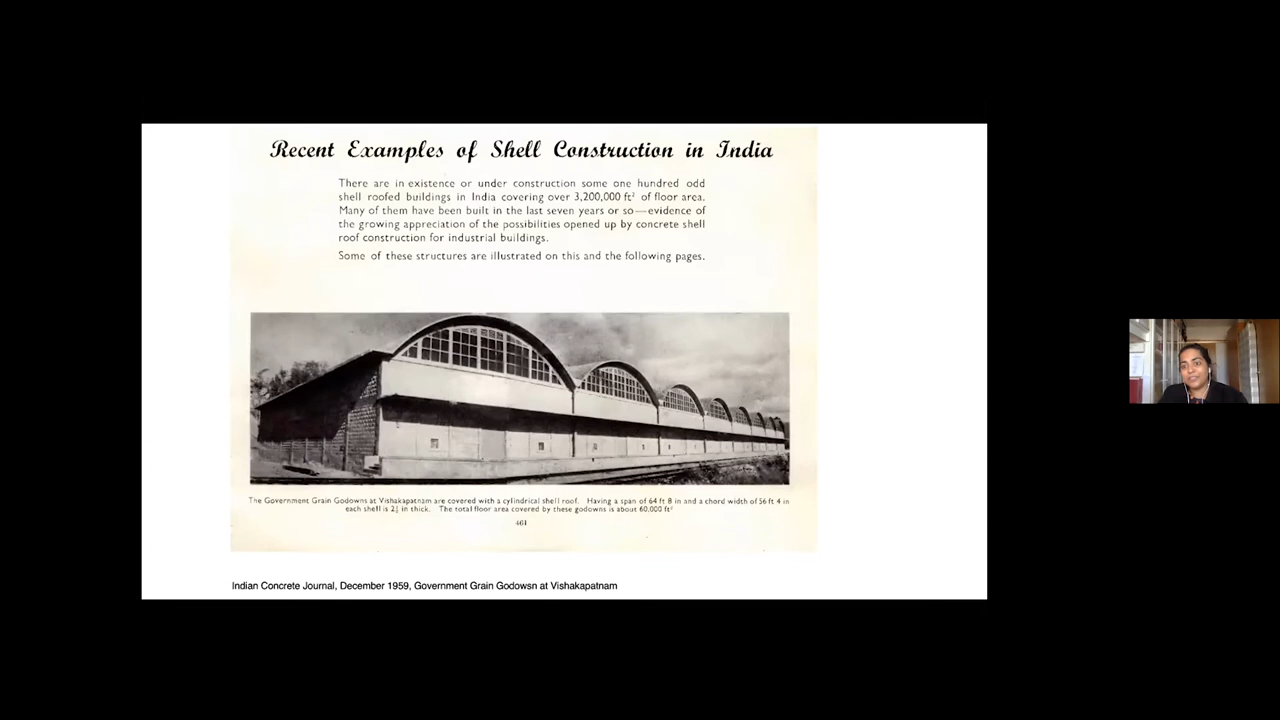 Recent Examples of Shell Construction in India
There are in existence or under construction some one hundred odd
shell roofed buildings in India covering over 3,200,000 ft² of floor area.
Many of them have been built in the last seven years or so—evidence of
the growing appreciation of the possibilities opened up by concrete shell
roof construction for industrial buildings.
Some of these structures are illustrated on this and the following pages.
The Government Grain Godowns at Vishakapatnam are covered with a cylindrical shell roof. Having a span of 64 ft 8 in and a chord width of 56 ft 4 in
each shell is 2½ in thick. The total floor area covered by these godowns is about 60,000 ft²
461
Indian Concrete Journal, December 1959, Government Grain Godowsn at Vishakapatnam